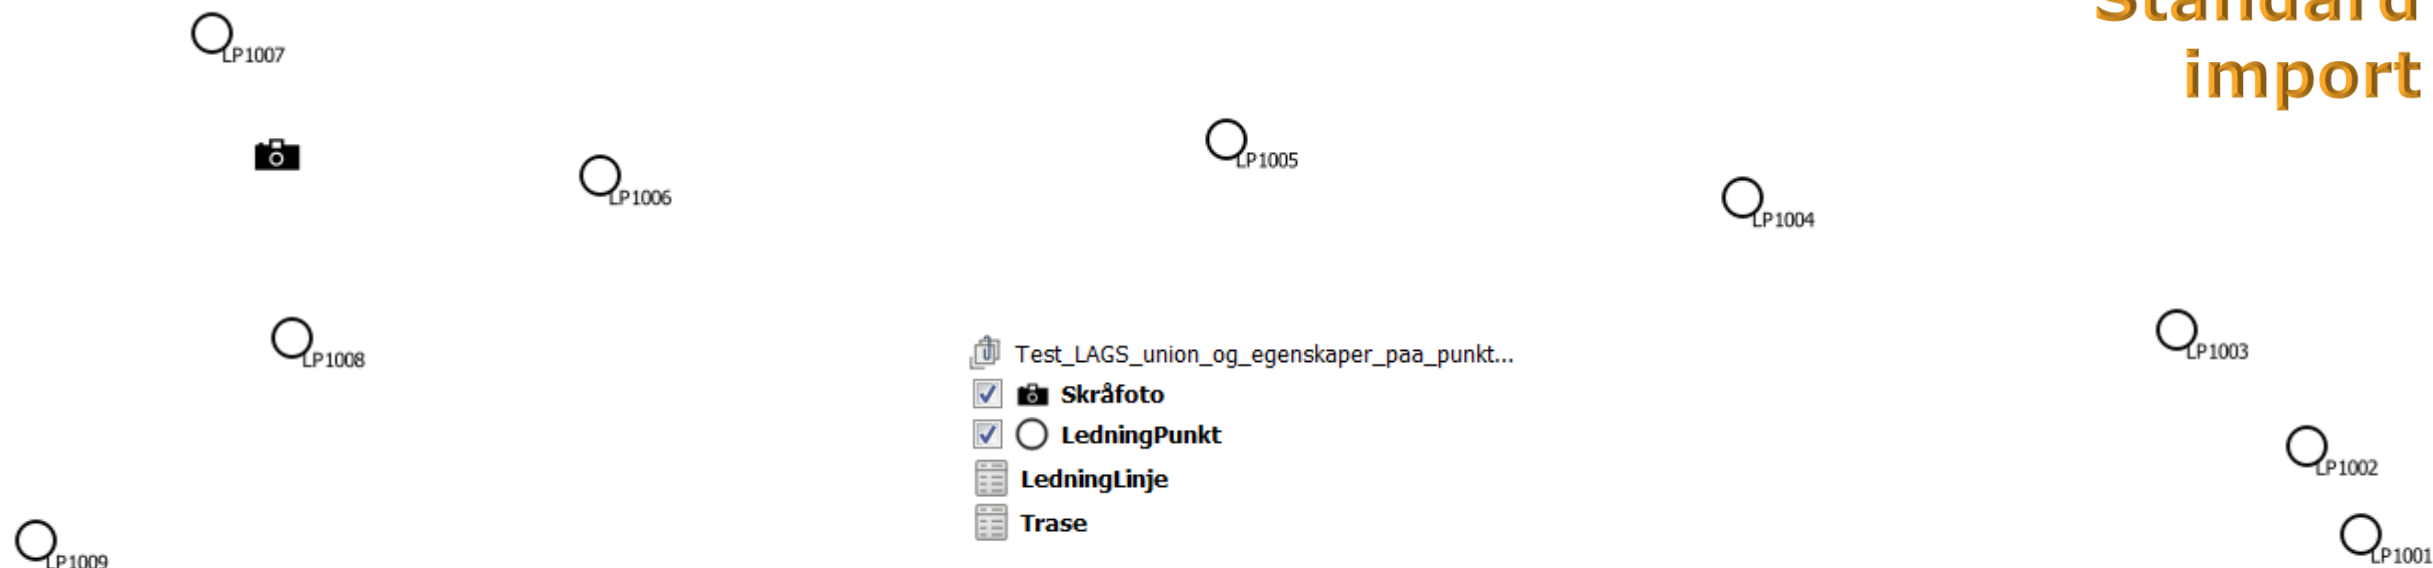 Standard
import
LP1007
LP1005
LP1006
LP1004
LP1003
LP1008
Test_LAGS_union_og_egenskaper_paa_punkt...
Skråfoto
LedningPunkt
LedningLinje
Trase
LP1002
LP1001
LP1009